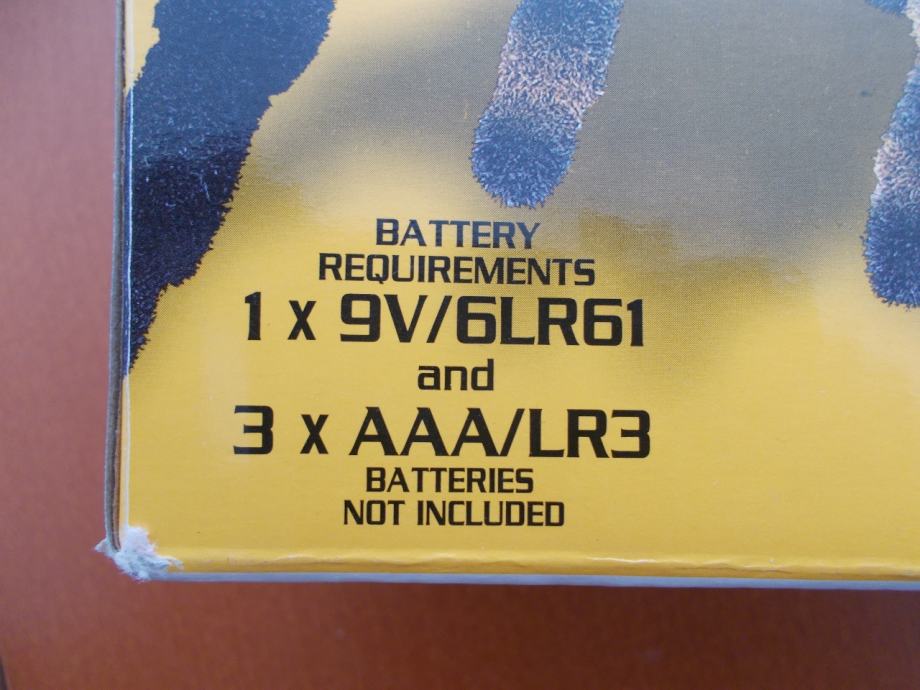 BATTERY
REQUIREMENTS
1 x 9V/6LR61
and
3 x AAA/LR3
BATTERIES
NOT INCLUDED